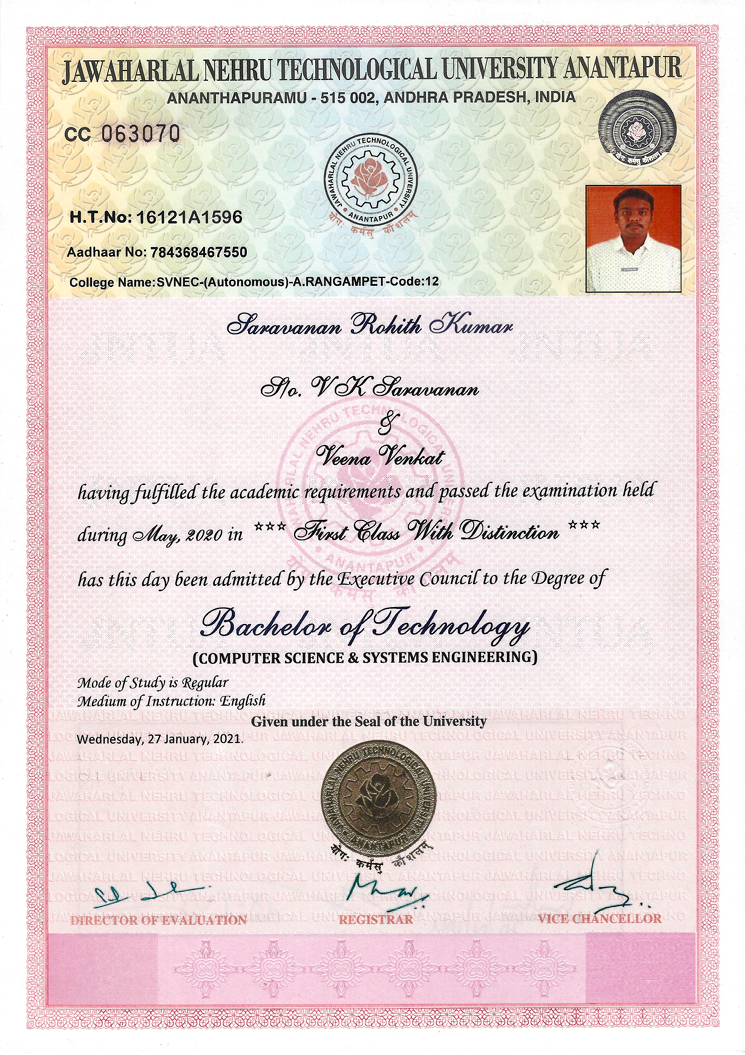 JAWAHARLAL NEHRU TECHNOLOGICAL UNIVERSITY ANANTAPUR
ANANTHAPURAMU - 515 002, ANDHRA PRADESH, INDIA
CC 063070
JAWAHARLAL NEHRU TECHNOLOGICAL UNIVERSITY
ANANTAPUR
योग: कर्मसु कौशलम्
H.T.No: 16121A1596
Aadhaar No: 784368467550
College Name:SVNEC-(Autonomous)-A.RANGAMPET-Code:12
Saravanan Rohith Kumar
S/o. V K Saravanan
&
Veena Venkat
having fulfilled the academic requirements and passed the examination held
during May, 2020 in *** First Class With Distinction ***
has this day been admitted by the Executive Council to the Degree of
Bachelor of Technology
(COMPUTER SCIENCE & SYSTEMS ENGINEERING)
Mode of Study is Regular
Medium of Instruction: English
Given under the Seal of the University
Wednesday, 27 January, 2021.
JAWAHARLAL NEHRU TECHNOLOGICAL UNIVERSITY
ANANTAPUR
योग: कर्मसु कौशलम्
DIRECTOR OF EVALUATION REGISTRAR VICE CHANCELLOR